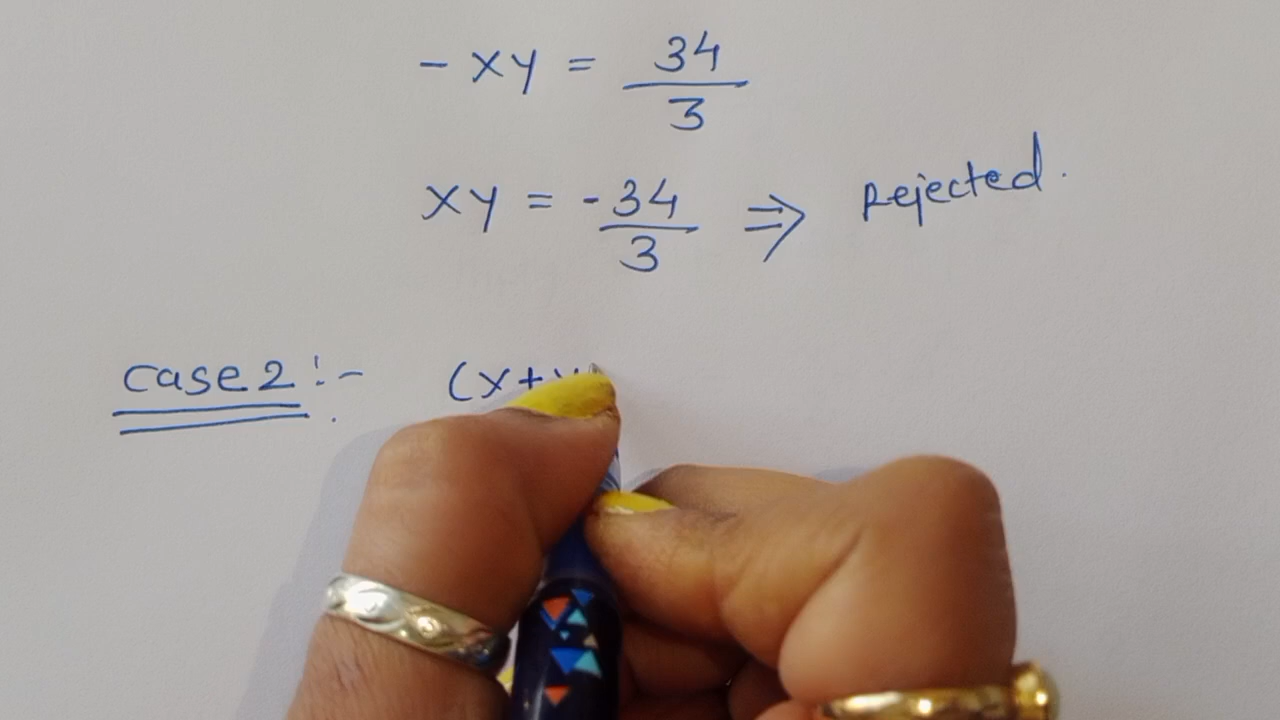 - xy = 34/3
xy = -34/3 ⇒ Rejected.
case 2 :- (x+y)